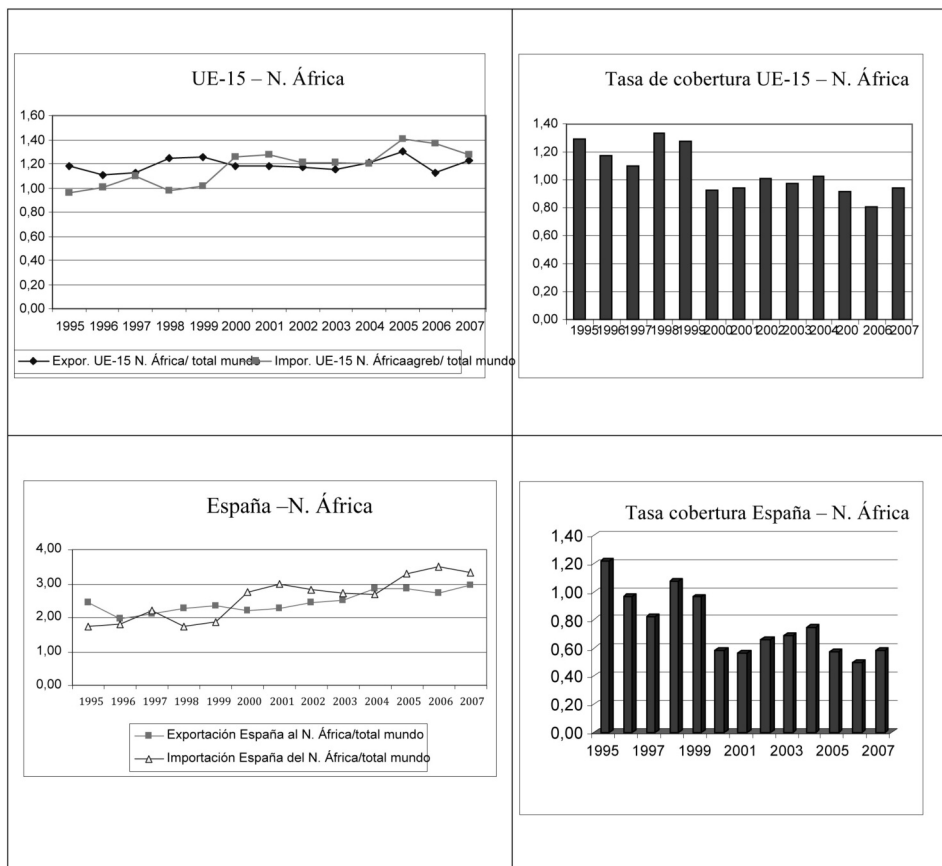 UE-15 – N. África
1,60
1,40
1,20
1,00
0,80
0,60
0,40
0,20
0,00
1995 1996 1997 1998 1999 2000 2001 2002 2003 2004 2005 2006 2007
Expor. UE-15 N. África/ total mundo Impor. UE-15 N. Áfricaagreb/ total mundo
Tasa de cobertura UE-15 – N. África
1,40
1,20
1,00
0,80
0,60
0,40
0,20
0,00
1995 1996 1997 1998 1999 2000 2001 2002 2003 2004 200 2006 2007
España –N. África
4,00
3,00
2,00
1,00
0,00
1995 1996 1997 1998 1999 2000 2001 2002 2003 2004 2005 2006 2007
Exportación España al N. África/total mundo
Importación España del N. África/total mundo
Tasa cobertura España – N. África
1,40
1,20
1,00
0,80
0,60
0,40
0,20
0,00
1995 1997 1999 2001 2003 2005 2007